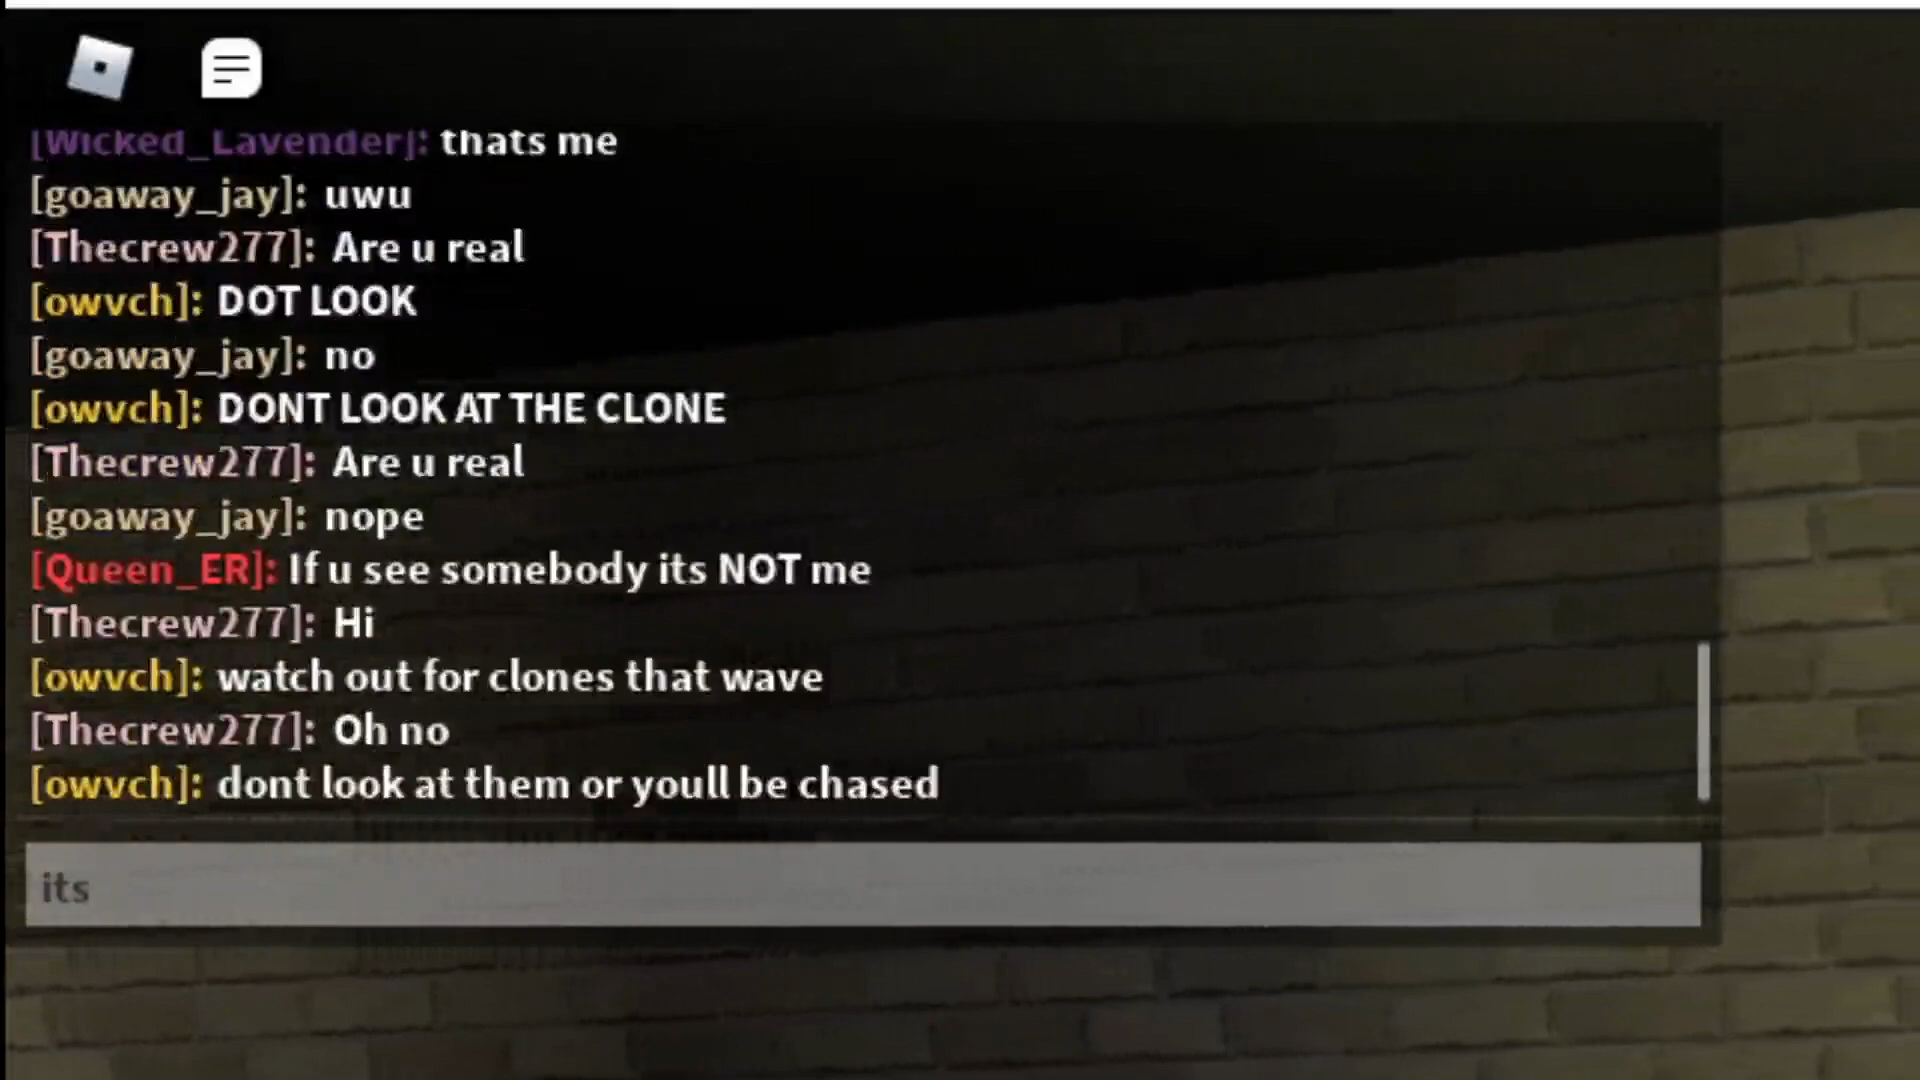 [Wicked_Lavender]: thats me
[goaway_jay]: uwu
[Thecrew277]: Are u real
[owvch]: DOT LOOK
[goaway_jay]: no
[owvch]: DONT LOOK AT THE CLONE
[Thecrew277]: Are u real
[goaway_jay]: nope
[Queen_ER]: If u see somebody its NOT me
[Thecrew277]: Hi
[owvch]: watch out for clones that wave
[Thecrew277]: Oh no
[owvch]: dont look at them or youll be chased
its